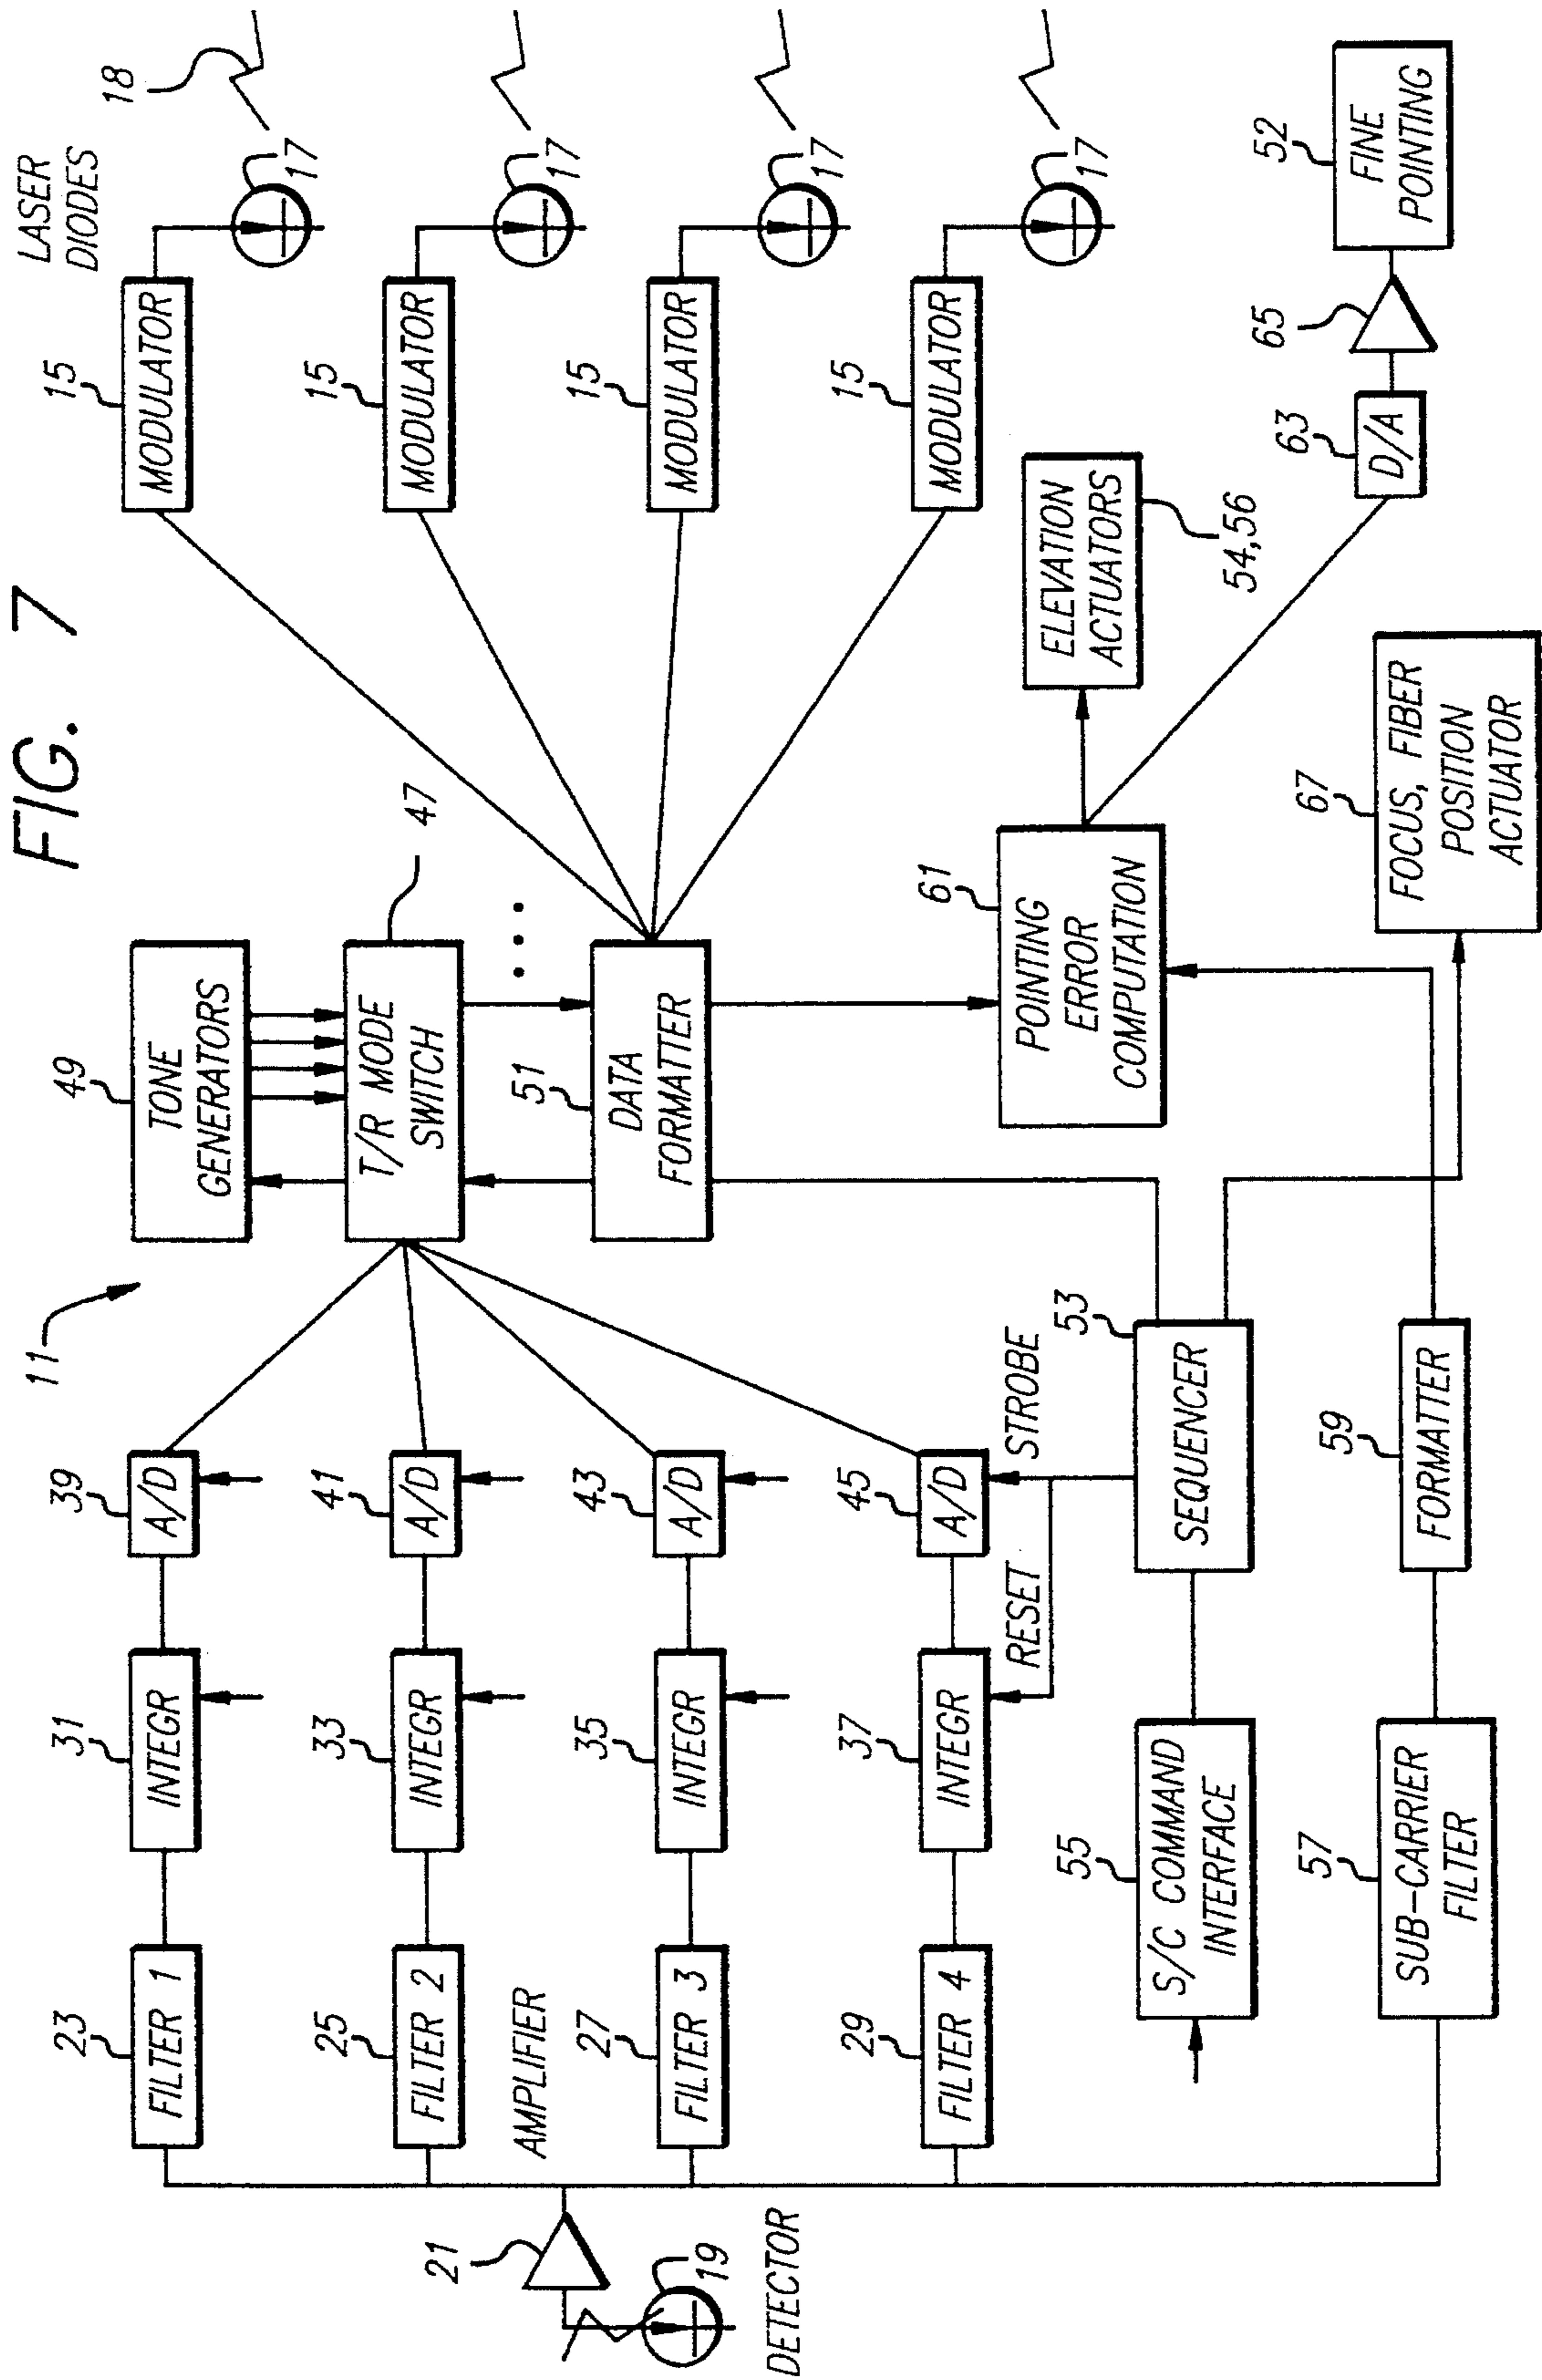 FIG. 7
11
49
TONE
GENERATORS
T/R MODE
SWITCH
47
51
DATA
FORMATTER
LASER
DIODES
15
MODULATOR
17
18
15
MODULATOR
17
15
MODULATOR
17
15
MODULATOR
17
23
FILTER 1
31
INTEGR
39
A/D
25
FILTER 2
33
INTEGR
41
A/D
AMPLIFIER
21
19
DETECTOR
27
FILTER 3
35
INTEGR
43
A/D
29
FILTER 4
37
INTEGR
45
A/D
RESET
STROBE
55
S/C COMMAND
INTERFACE
53
SEQUENCER
57
SUB-CARRIER
FILTER
59
FORMATTER
61
POINTING
ERROR
COMPUTATION
ELEVATION
ACTUATORS
54,56
67
FOCUS, FIBER
POSITION
ACTUATOR
63
D/A
65
52
FINE
POINTING